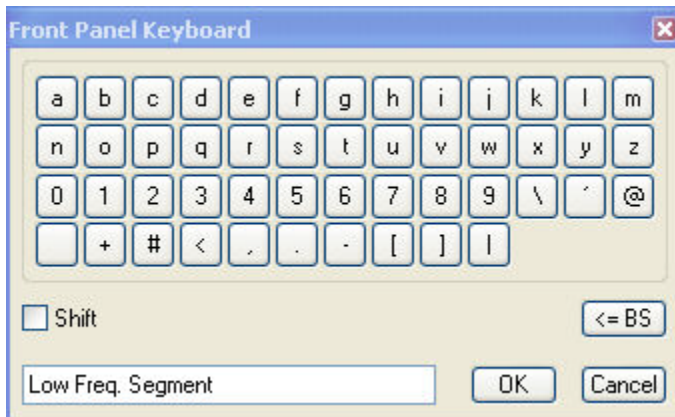 Front Panel Keyboard
a b c d e f g h i j k l m
n o p q r s t u v w x y z
0 1 2 3 4 5 6 7 8 9 \ ´ @
+ # < , . - [ ] |
Shift <= BS
Low Freq. Segment OK Cancel